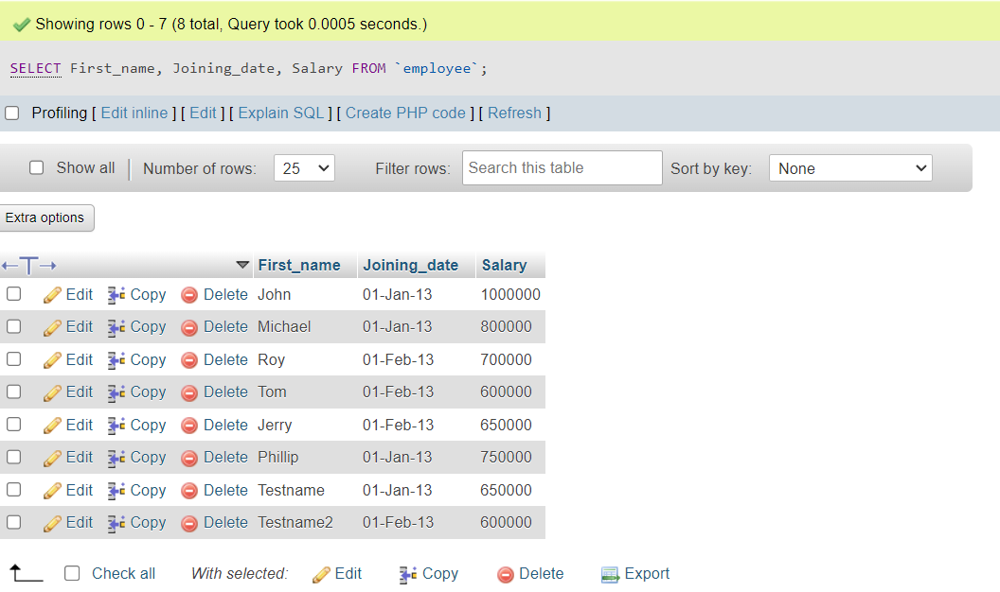 Showing rows 0 - 7 (8 total, Query took 0.0005 seconds.)
SELECT First_name, Joining_date, Salary FROM `employee`;
Profiling [ Edit inline ] [ Edit ] [ Explain SQL ] [ Create PHP code ] [ Refresh ]
Show all Number of rows: 25 Filter rows: Search this table Sort by key: None
Extra options
First_name Joining_date Salary
Edit Copy Delete John 01-Jan-13 1000000
Edit Copy Delete Michael 01-Jan-13 800000
Edit Copy Delete Roy 01-Feb-13 700000
Edit Copy Delete Tom 01-Feb-13 600000
Edit Copy Delete Jerry 01-Feb-13 650000
Edit Copy Delete Phillip 01-Jan-13 750000
Edit Copy Delete Testname 01-Jan-13 650000
Edit Copy Delete Testname2 01-Feb-13 600000
Check all With selected: Edit Copy Delete Export